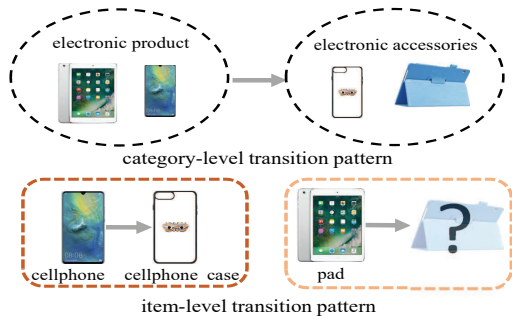 electronic product
electronic accessories
category-level transition pattern
cellphone
cellphone case
?
pad
item-level transition pattern